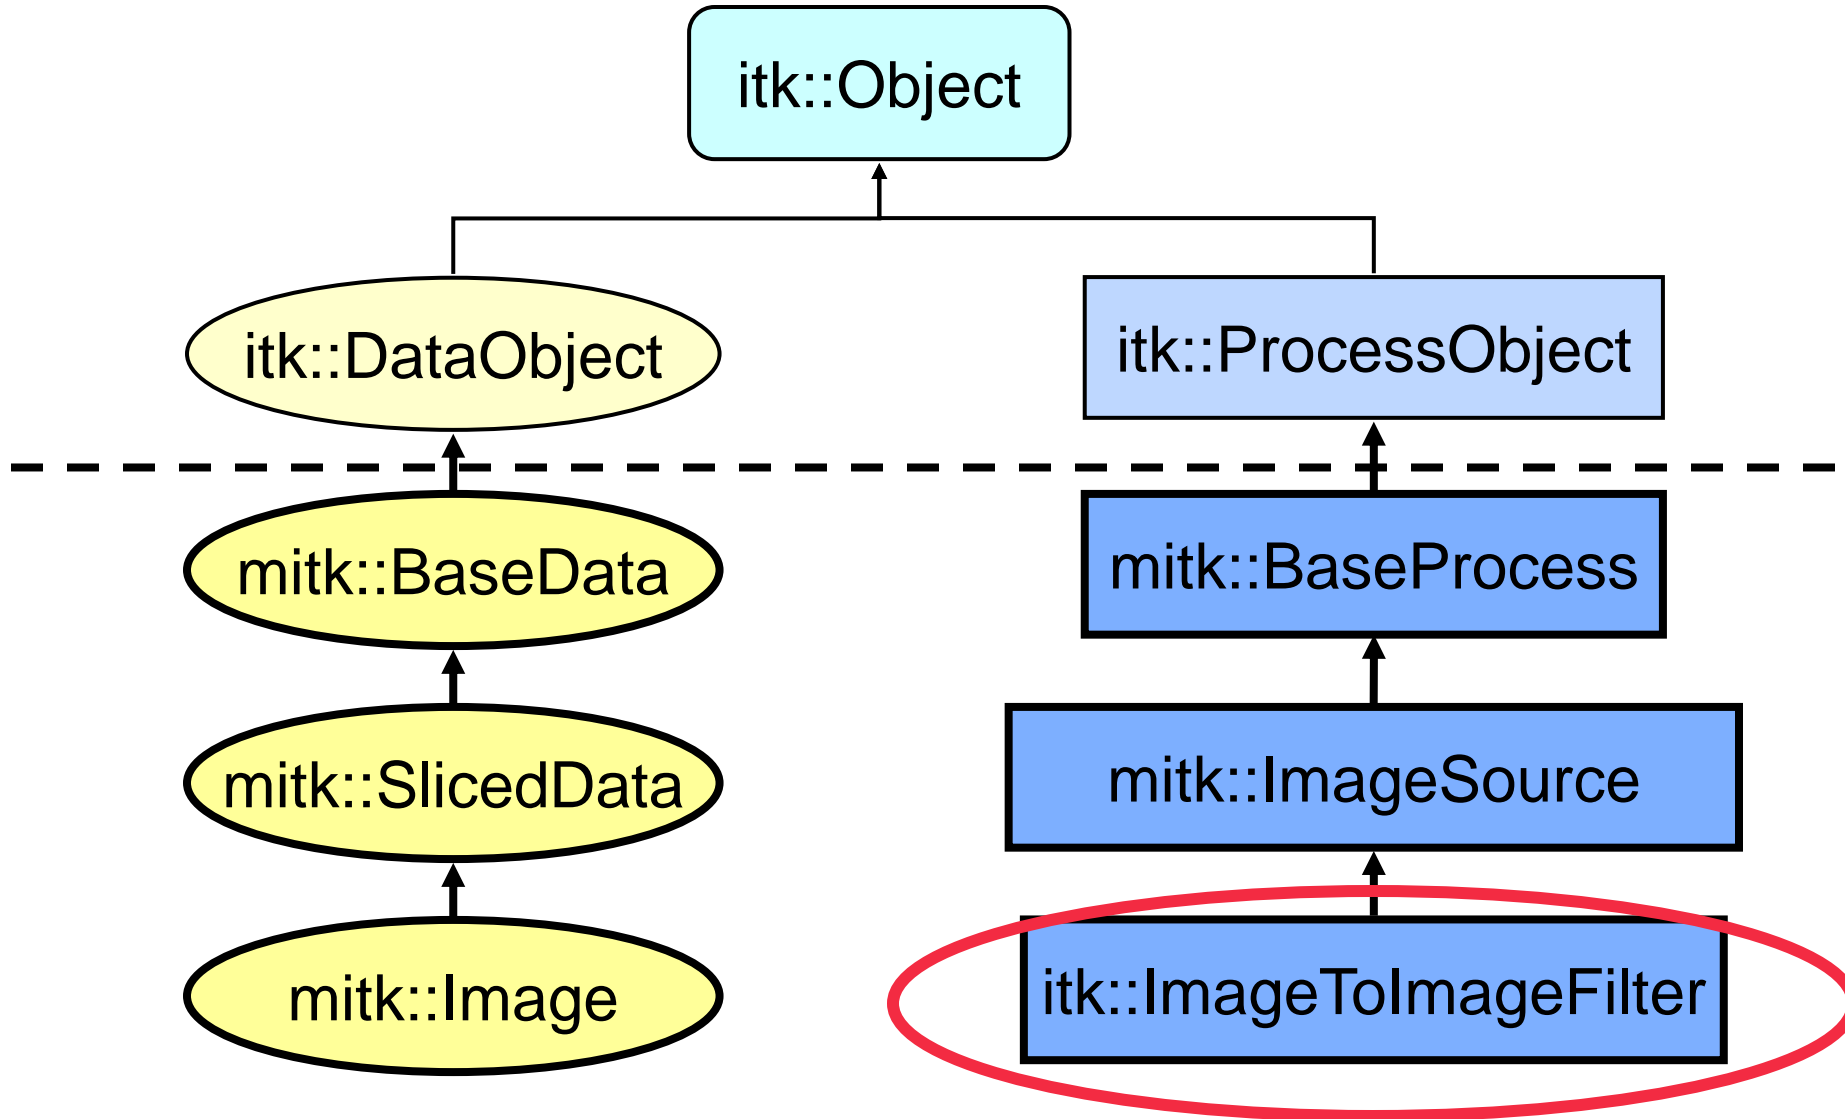 itk::Object
itk::DataObject
itk::ProcessObject
mitk::BaseData
mitk::BaseProcess
mitk::SlicedData
mitk::ImageSource
mitk::Image
itk::ImageToImageFilter